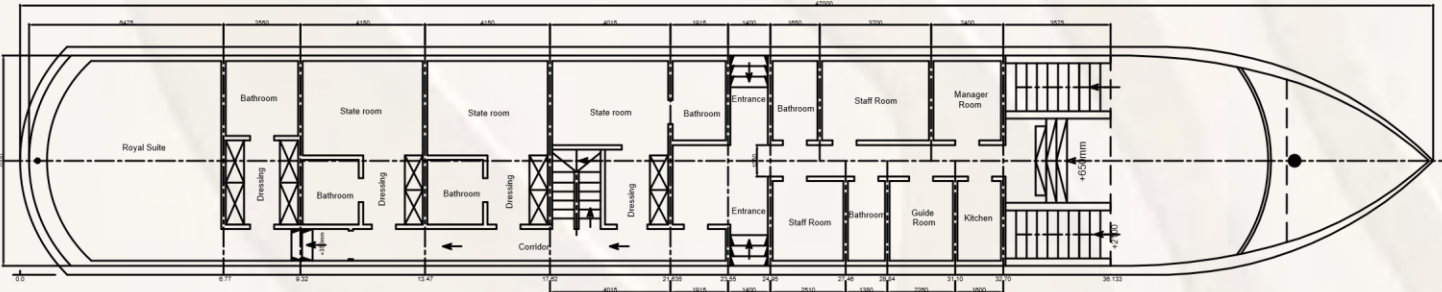 47000
6475
2550
4150
4150
4015
1915
1400
1650
3700
2400
3575
Bathroom
State room
State room
State room
Bathroom
Entrance
Bathroom
Staff Room
Manager
Room
Royal Suite
Dressing
Bathroom
Dressing
Bathroom
Dressing
Dressing
Entrance
Staff Room
Bathroom
Guide
Room
Kitchen
+650mm
+2100
Corridor
0.0
6.77
9.32
13.47
17.62
21.635
23.55
24.95
27.46
28.84
31.10
33.70
36.133
4015
1915
1400
2510
1380
2260
1600